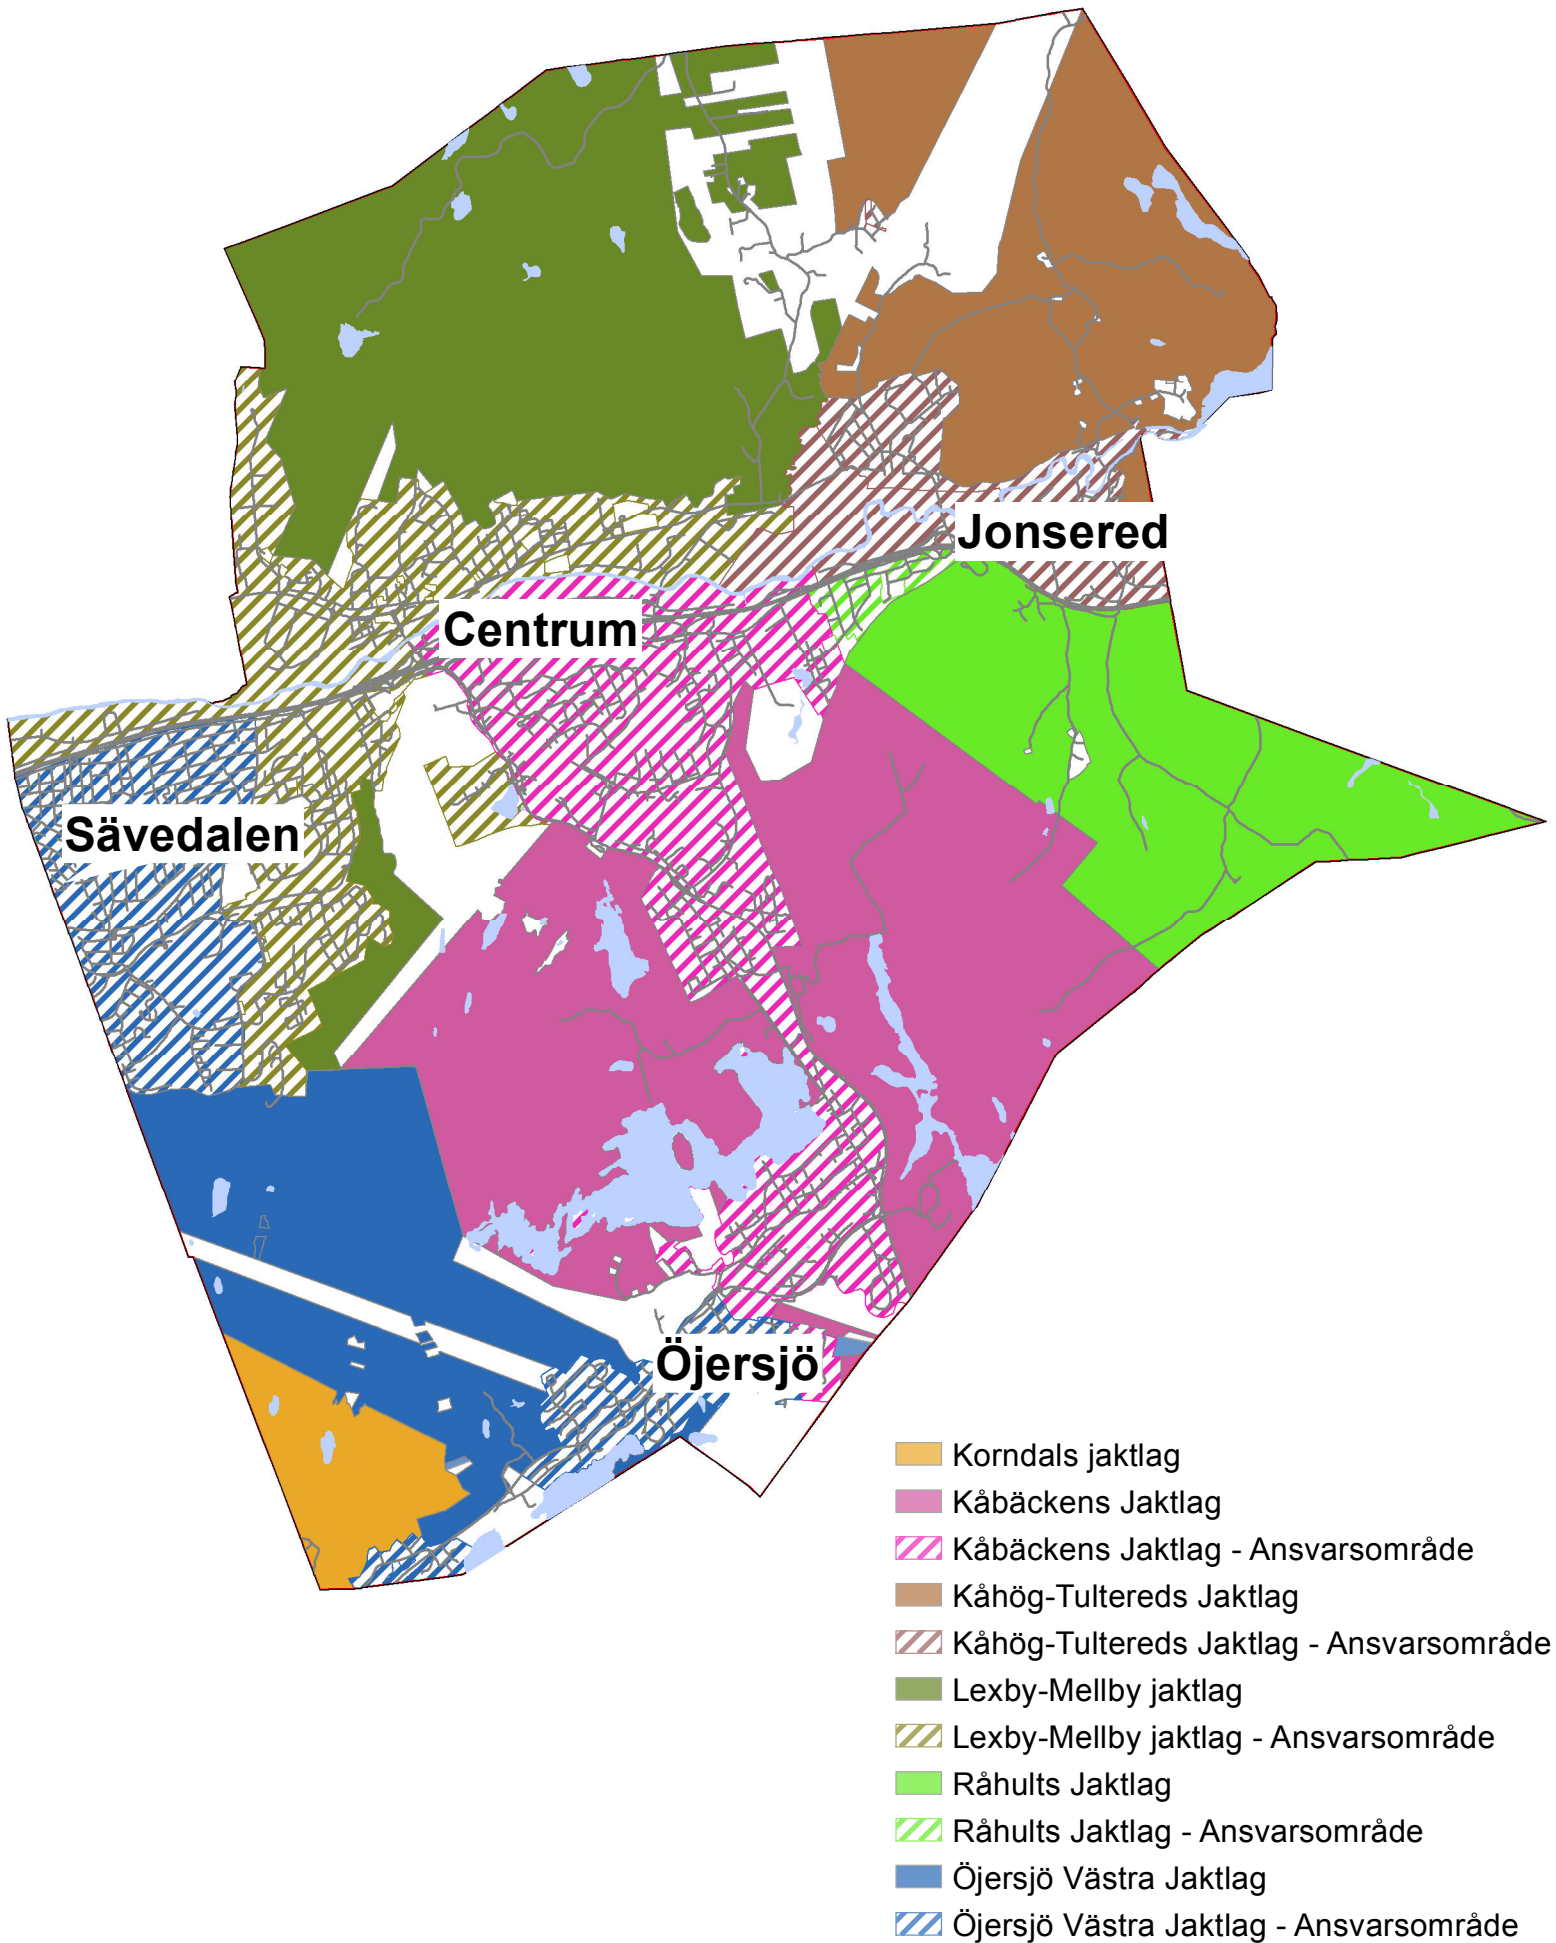 Jonsered
Centrum
Sävedalen
Öjersjö
Korndals jaktlag
Kåbäckens Jaktlag
Kåbäckens Jaktlag - Ansvarsområde
Kåhög-Tultereds Jaktlag
Kåhög-Tultereds Jaktlag - Ansvarsområde
Lexby-Mellby jaktlag
Lexby-Mellby jaktlag - Ansvarsområde
Råhults Jaktlag
Råhults Jaktlag - Ansvarsområde
Öjersjö Västra Jaktlag
Öjersjö Västra Jaktlag - Ansvarsområde